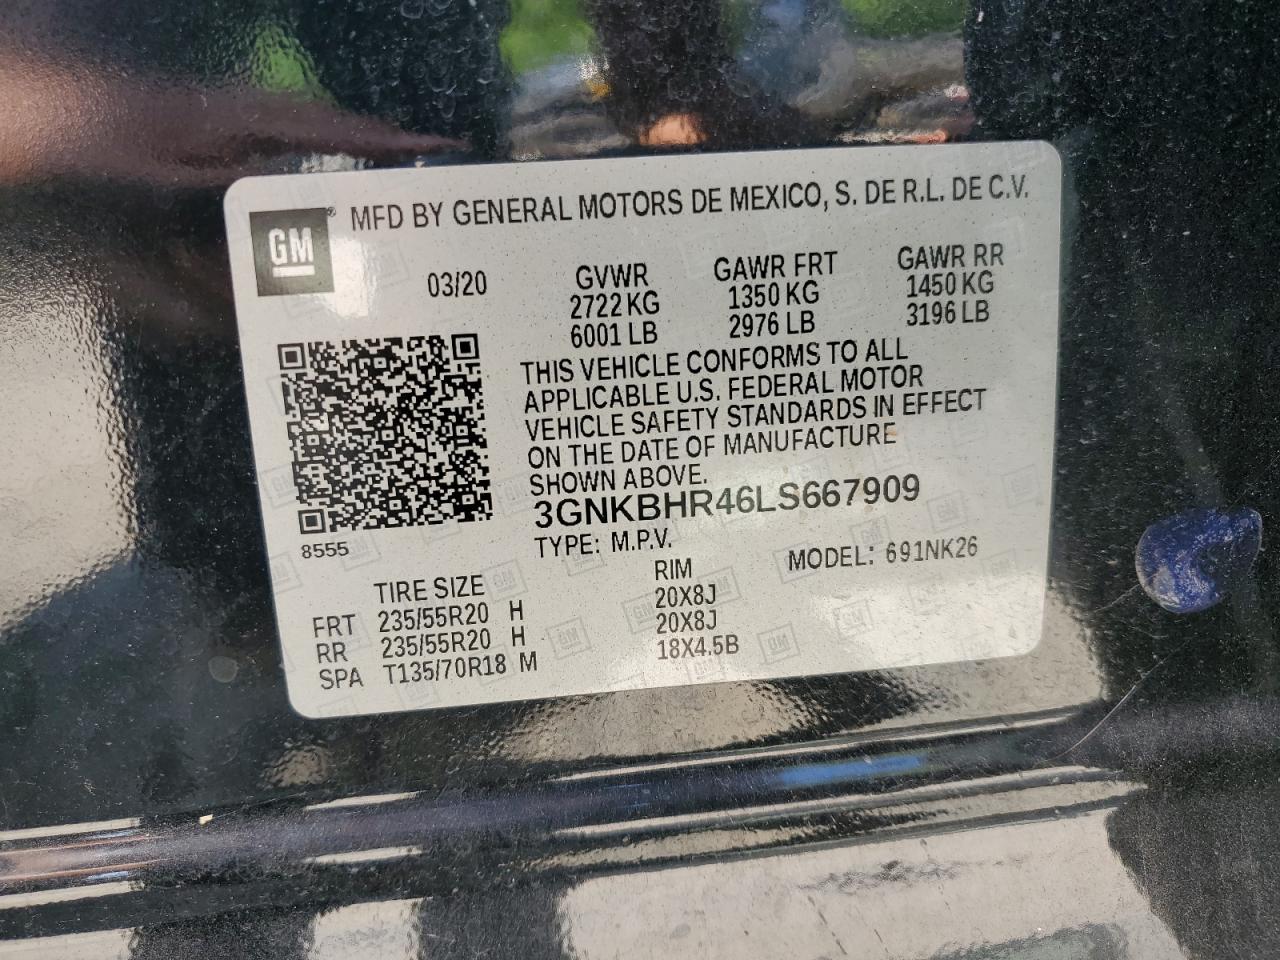 GM® MFD BY GENERAL MOTORS DE MEXICO, S. DE R.L. DE C.V.
03/20 GVWR GAWR FRT GAWR RR
2722 KG 1350 KG 1450 KG
6001 LB 2976 LB 3196 LB
THIS VEHICLE CONFORMS TO ALL
APPLICABLE U.S. FEDERAL MOTOR
VEHICLE SAFETY STANDARDS IN EFFECT
ON THE DATE OF MANUFACTURE
SHOWN ABOVE.
3GNKBHR46LS667909
8555 TYPE: M.P.V. MODEL: 691NK26
TIRE SIZE RIM
FRT 235/55R20 H 20X8J
RR 235/55R20 H 20X8J
SPA T135/70R18 M 18X4.5B